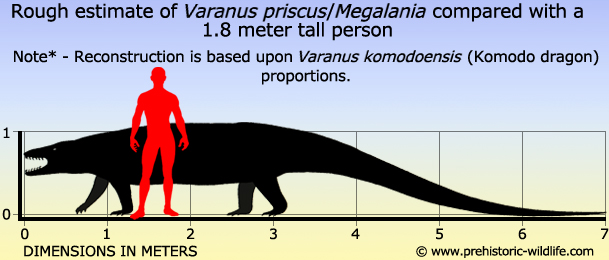 Rough estimate of Varanus priscus/Megalania compared with a
1.8 meter tall person
Note* - Reconstruction is based upon Varanus komodoensis (Komodo dragon)
proportions.
1
0
0 1 2 3 4 5 6 7
DIMENSIONS IN METERS © www.prehistoric-wildlife.com